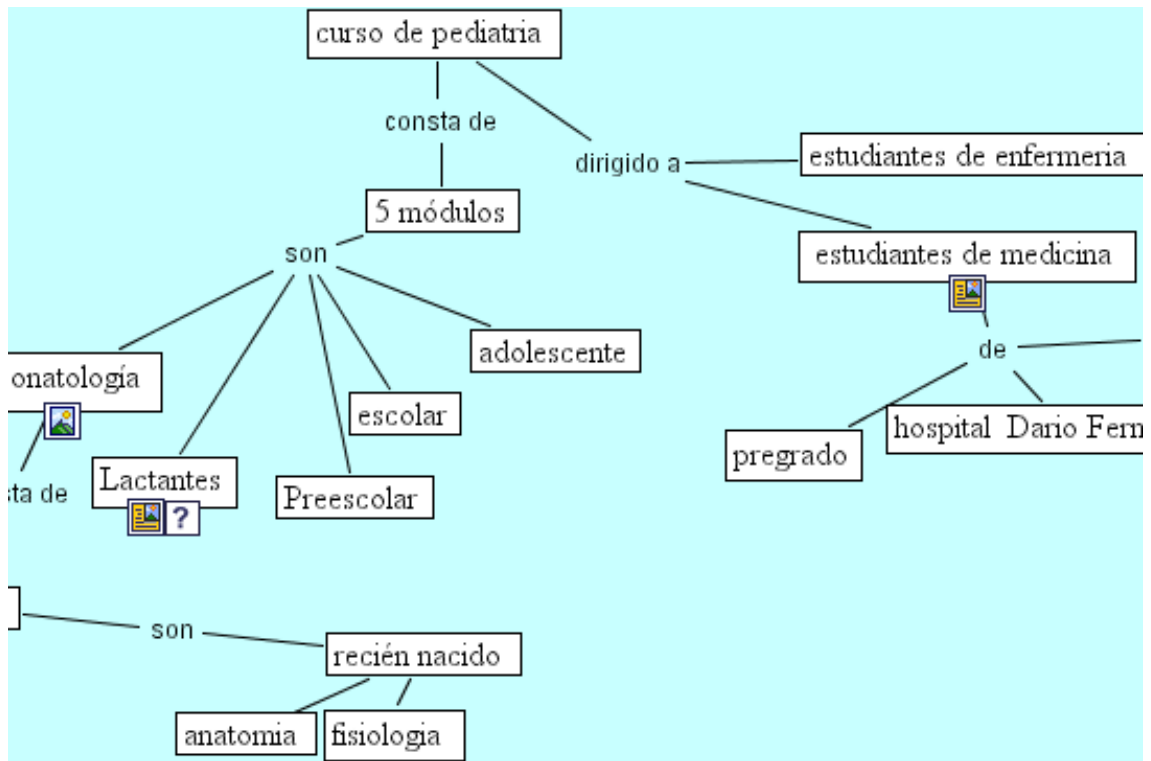 curso de pediatria
consta de
dirigido a
estudiantes de enfermeria
5 módulos
estudiantes de medicina
son
de
adolescente
onatología
escolar
hospital Dario Fern
pregrado
Lactantes
?
Preescolar
sta de
son
recién nacido
anatomia
fisiologia